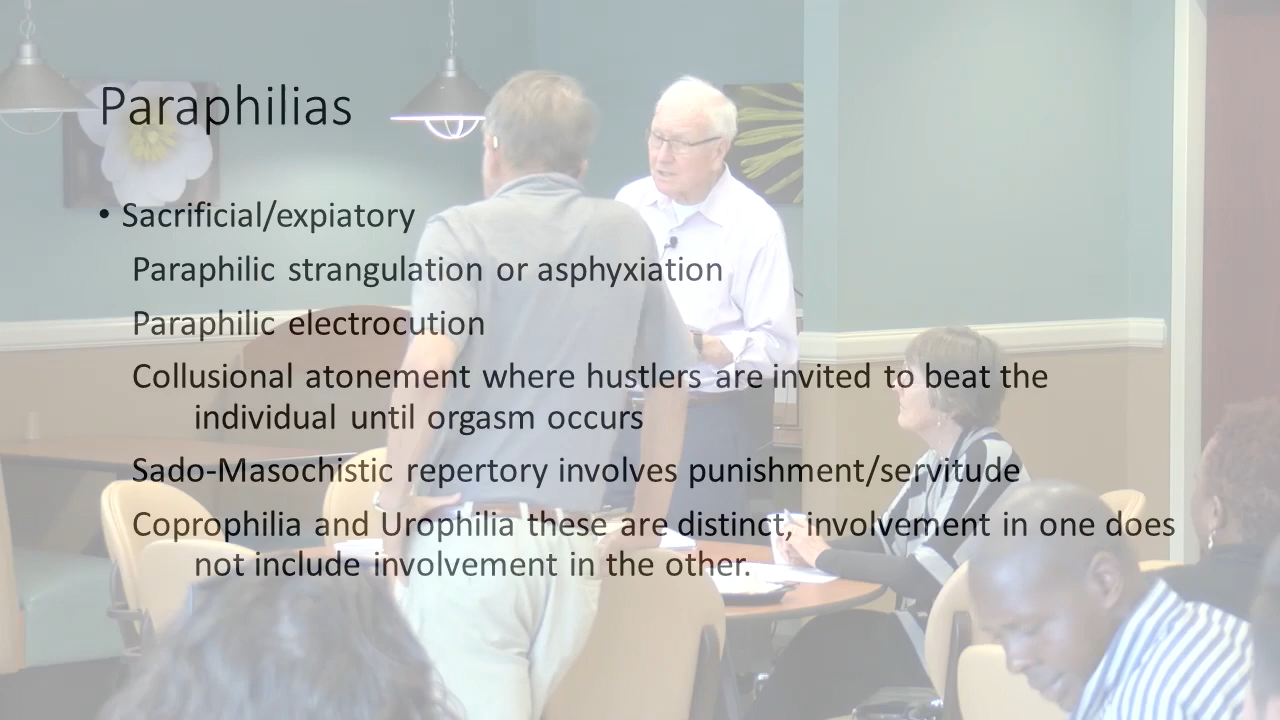 Paraphilias
• Sacrificial/expiatory
Paraphilic strangulation or asphyxiation
Paraphilic electrocution
Collusional atonement where hustlers are invited to beat the
individual until orgasm occurs
Sado-Masochistic repertory involves punishment/servitude
Coprophilia and Urophilia these are distinct, involvement in one does
not include involvement in the other.